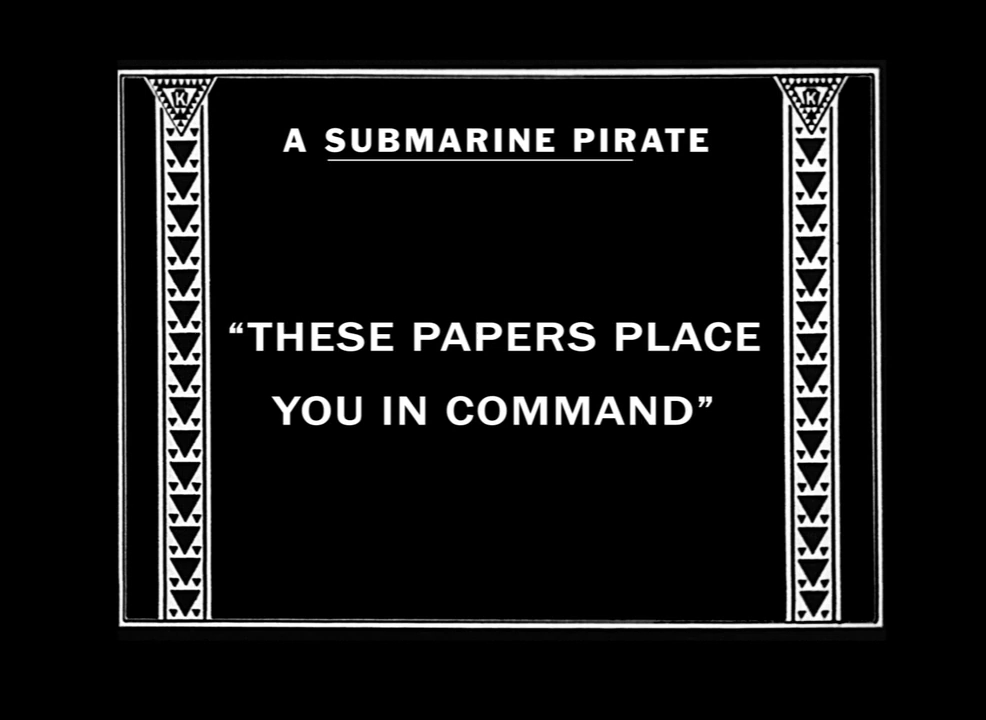 A SUBMARINE PIRATE
“THESE PAPERS PLACE
YOU IN COMMAND”
K K